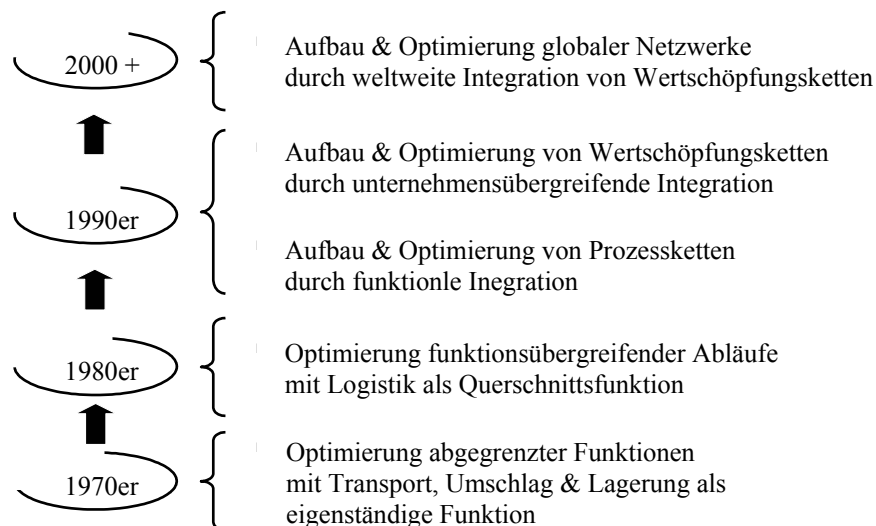 2000 +
Aufbau & Optimierung globaler Netzwerke
durch weltweite Integration von Wertschöpfungsketten
1990er
Aufbau & Optimierung von Wertschöpfungsketten
durch unternehmensübergreifende Integration
Aufbau & Optimierung von Prozessketten
durch funktionle Inegration
1980er
Optimierung funktionsübergreifender Abläufe
mit Logistik als Querschnittsfunktion
1970er
Optimierung abgegrenzter Funktionen
mit Transport, Umschlag & Lagerung als
eigenständige Funktion